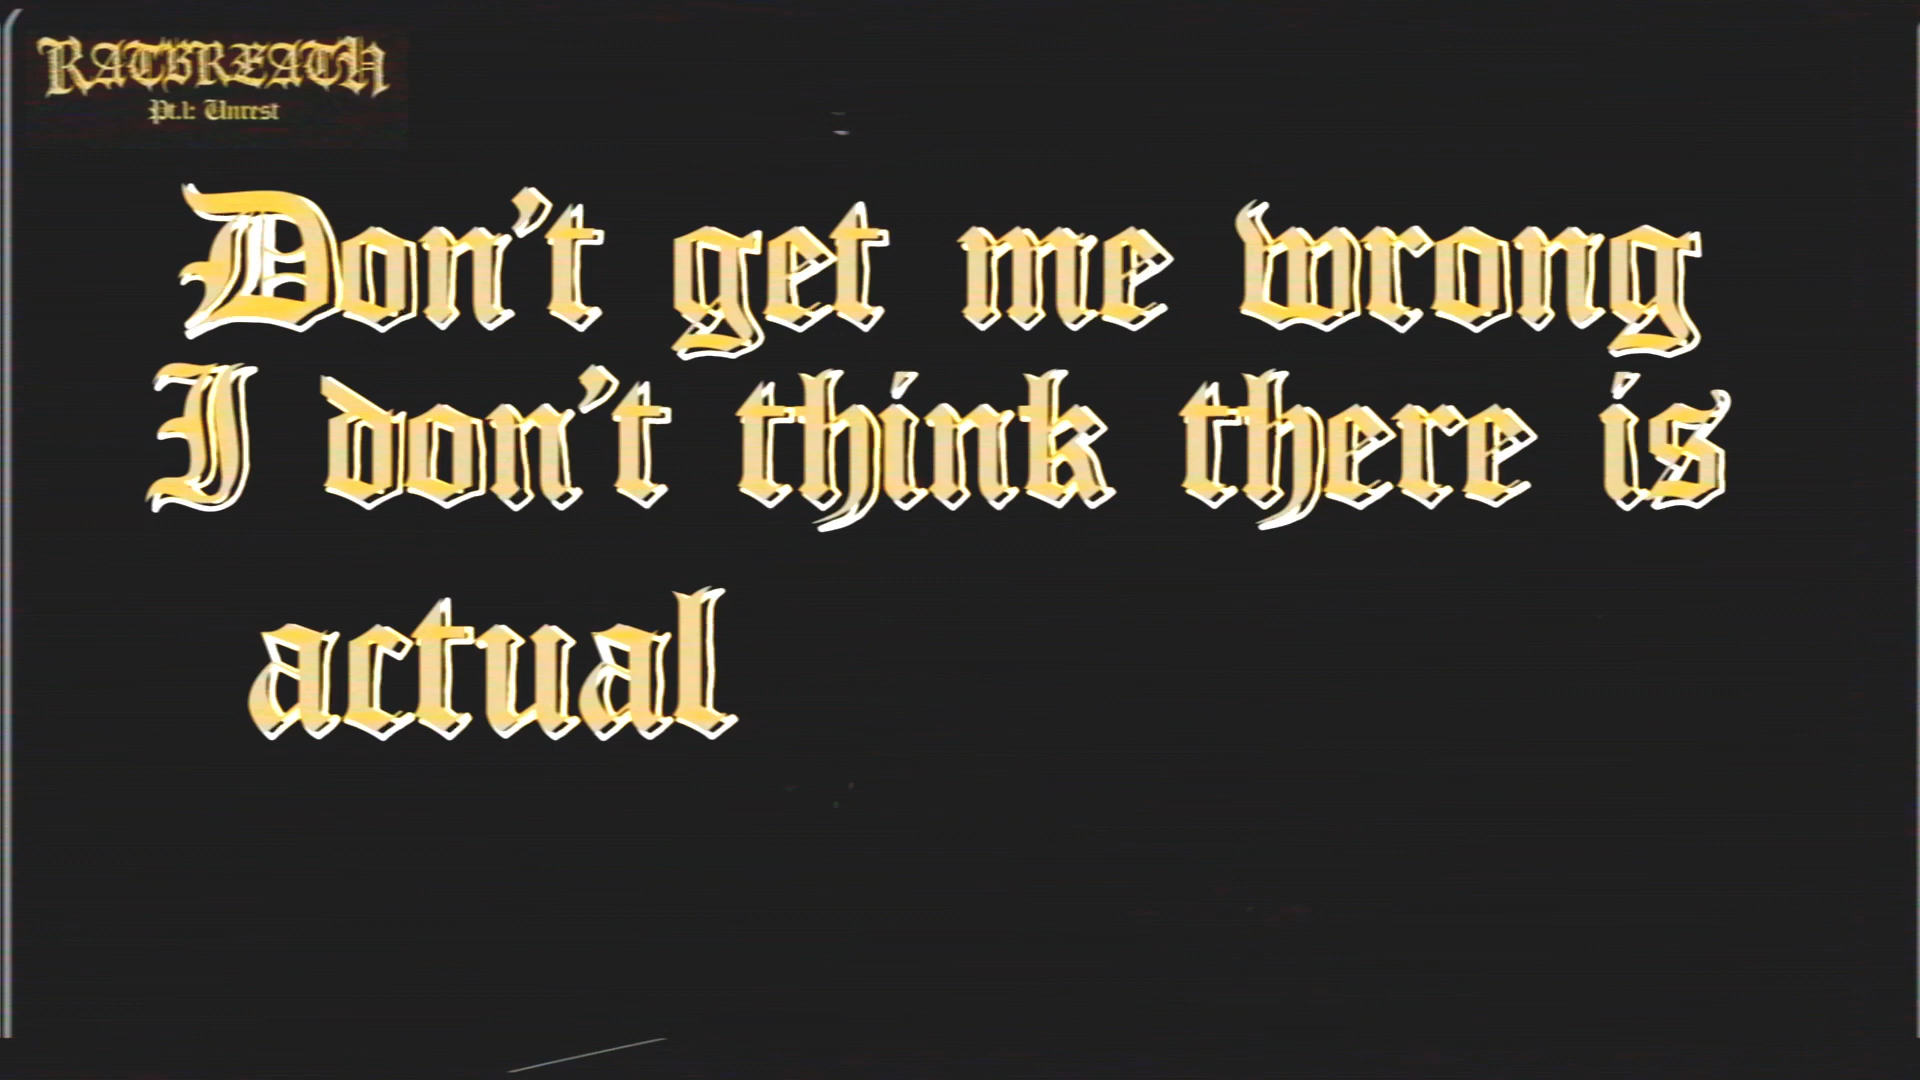 RATBREATH
Pt.1: Unrest
Don't get me wrong
I don't think there is
actual